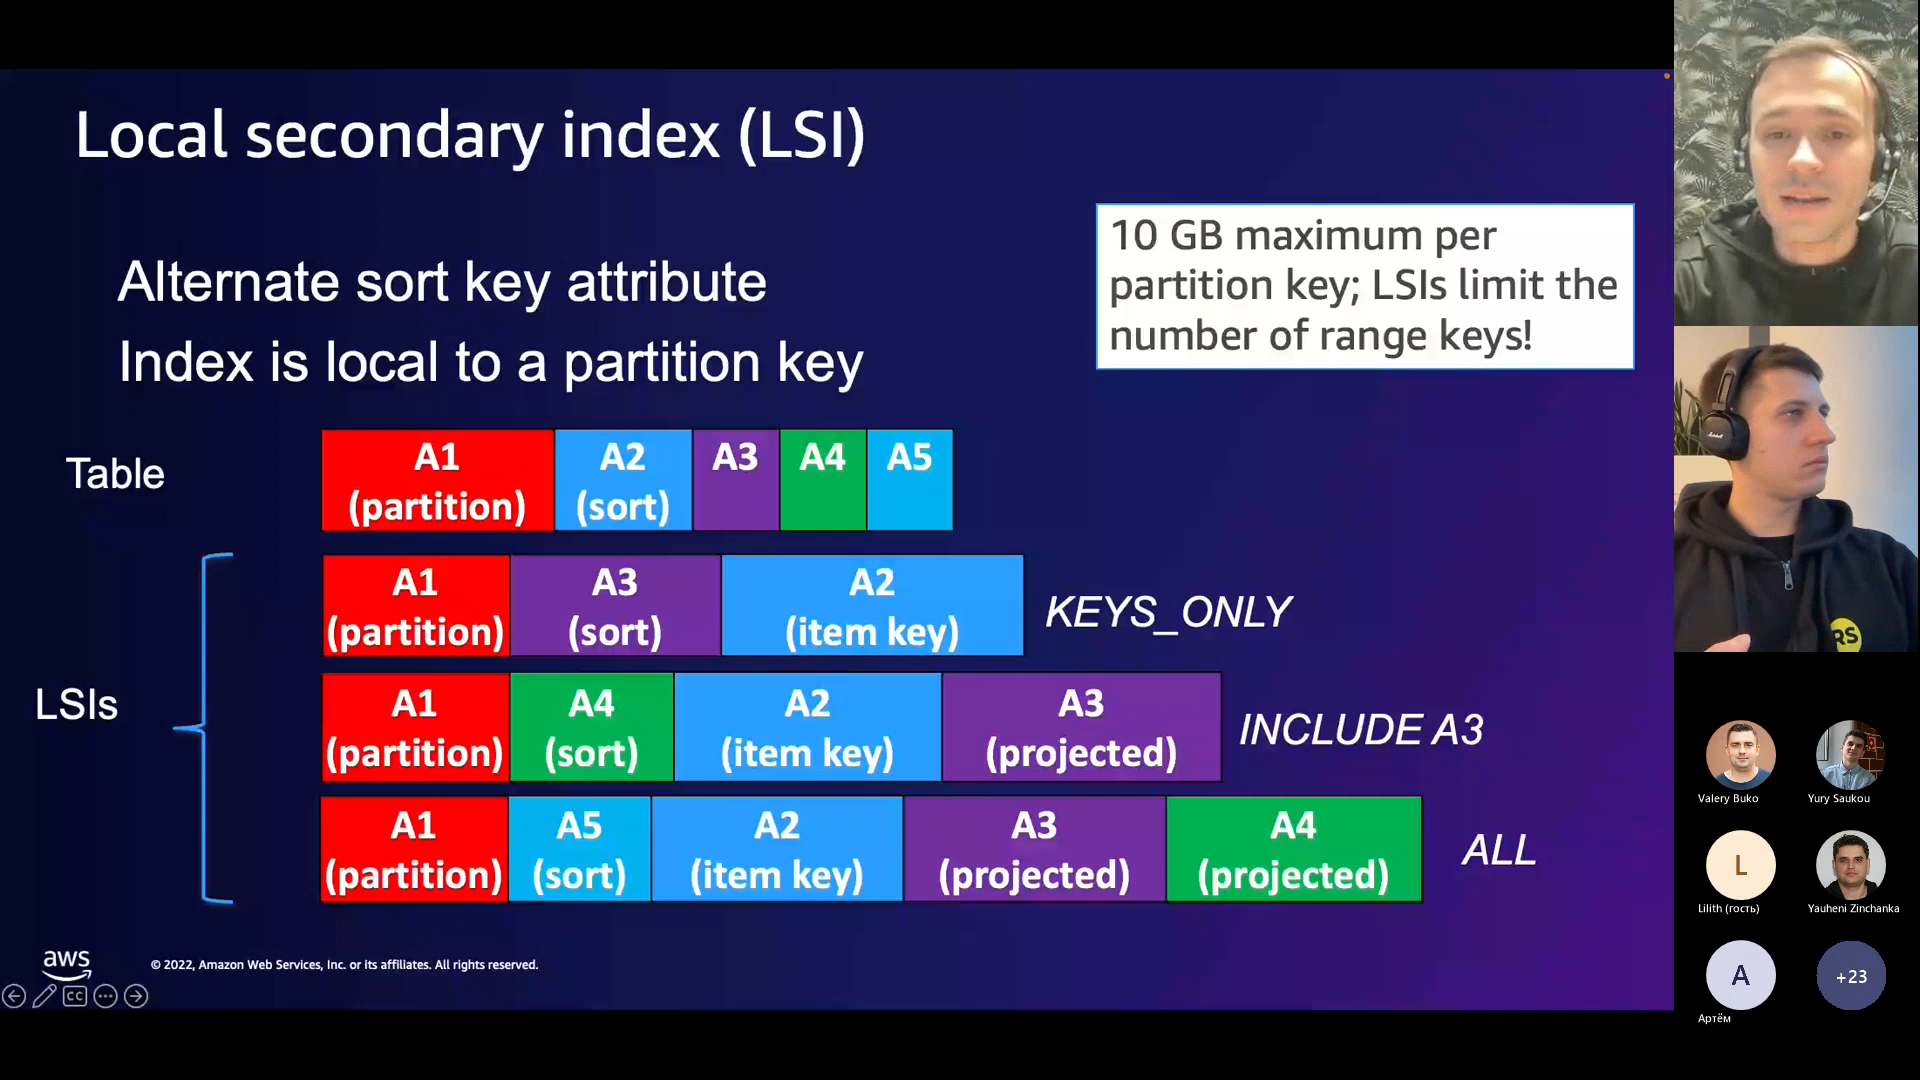 Local secondary index (LSI)
10 GB maximum per
partition key; LSIs limit the
number of range keys!
Alternate sort key attribute
Index is local to a partition key
Table
A1
(partition)
A2
(sort)
A3
A4
A5
LSIs
A1
(partition)
A3
(sort)
A2
(item key)
KEYS_ONLY
A1
(partition)
A4
(sort)
A2
(item key)
A3
(projected)
INCLUDE A3
A1
(partition)
A5
(sort)
A2
(item key)
A3
(projected)
A4
(projected)
ALL
aws
© 2022, Amazon Web Services, Inc. or its affiliates. All rights reserved.
CC
Marshall
RS
Valery Buko
Yury Saukou
L
Lilith (гость)
Yauheni Zinchanka
A
Артём
+23